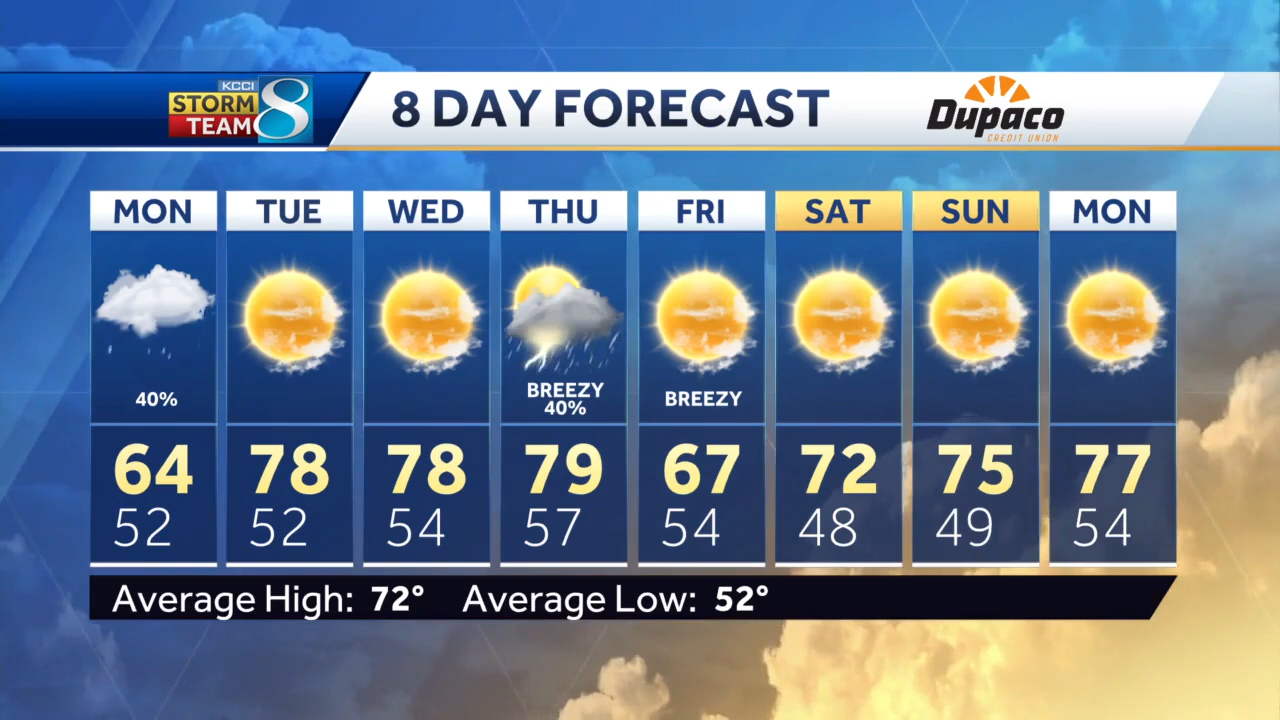 KCCI
STORM
TEAM 8
8 DAY FORECAST
Dupaco
CREDIT UNION
MON TUE WED THU FRI SAT SUN MON
40% BREEZY 40% BREEZY
64 78 78 79 67 72 75 77
52 52 54 57 54 48 49 54
Average High: 72° Average Low: 52°